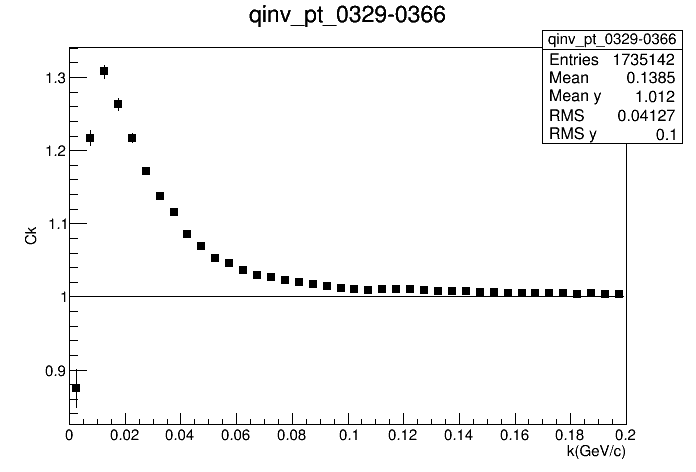 qinv_pt_0329-0366
qinv_pt_0329-0366
Entries 1735142
Mean 0.1385
Mean y 1.012
RMS 0.04127
RMS y 0.1
Ck
1.3
1.2
1.1
1
0.9
0 0.02 0.04 0.06 0.08 0.1 0.12 0.14 0.16 0.18 0.2
k(GeV/c)